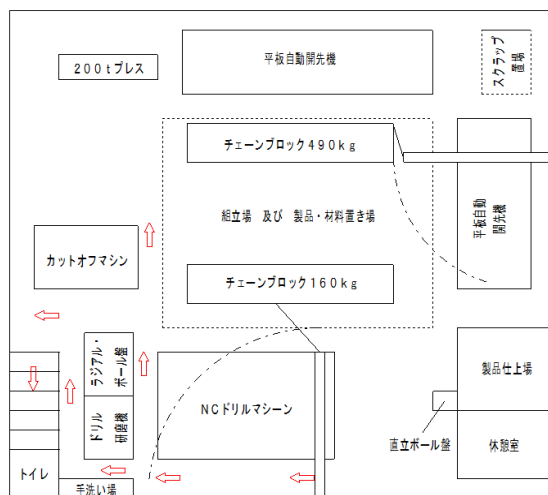 平板自動開先機
スクラップ
置場
200tプレス
チェーンブロック490kg
組立場 及び 製品・材料置き場
平板自動
開先機
カットオフマシン
チェーンブロック160kg
ラジアル・
ボール盤
ドリル
研磨機
NCドリルマシーン
製品仕上場
直立ボール盤
休憩室
トイレ
手洗い場